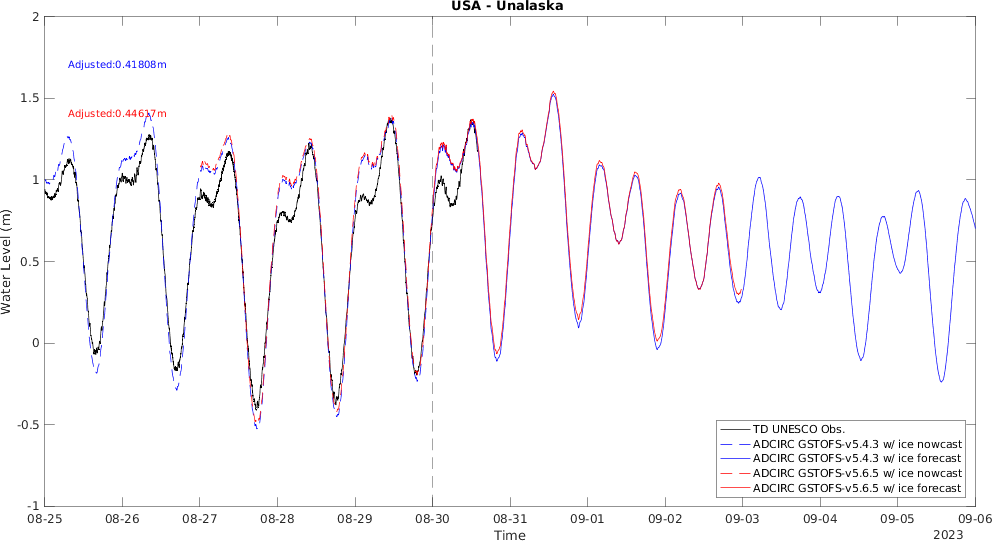 USA - Unalaska
2
1.5
1
0.5
0
-0.5
-1
Water Level (m)
Adjusted:0.41808m
Adjusted:0.44617m
TD UNESCO Obs.
ADCIRC GSTOFS-v5.4.3 w/ ice nowcast
ADCIRC GSTOFS-v5.4.3 w/ ice forecast
ADCIRC GSTOFS-v5.6.5 w/ ice nowcast
ADCIRC GSTOFS-v5.6.5 w/ ice forecast
08-25 08-26 08-27 08-28 08-29 08-30 08-31 09-01 09-02 09-03 09-04 09-05 09-06
Time
2023